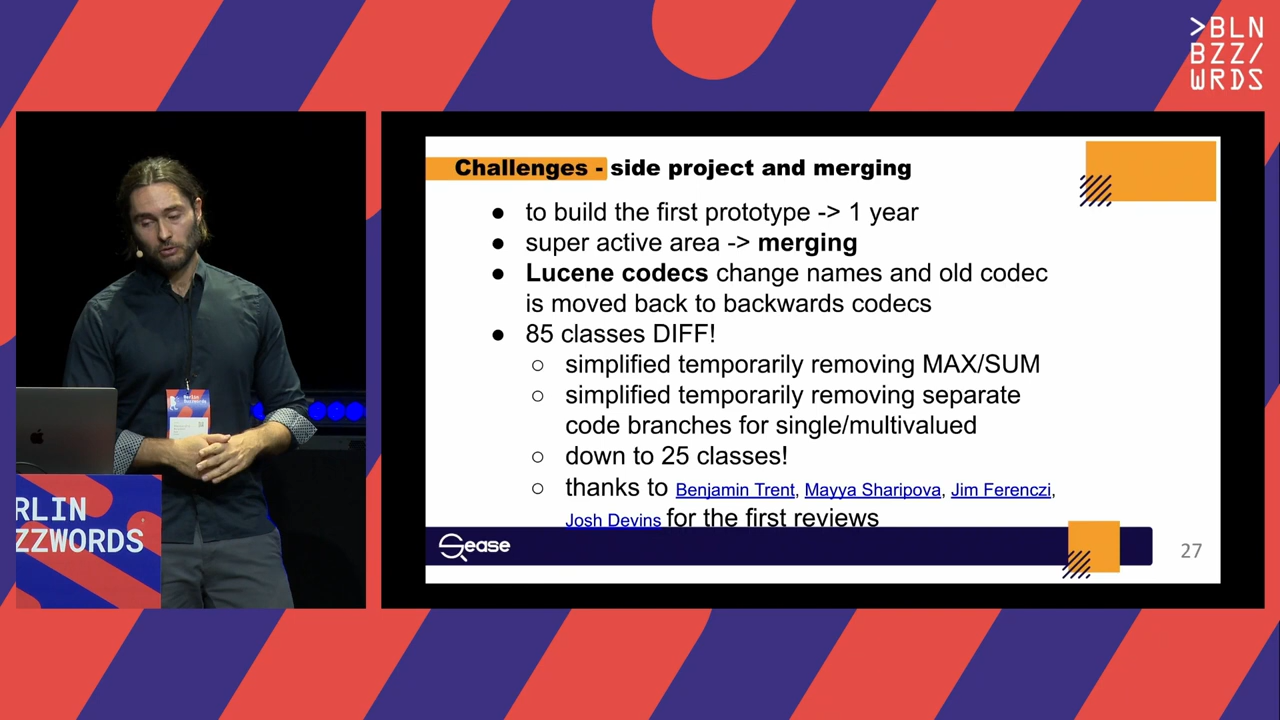 >BLN
BZZ/
WRDS
Challenges - side project and merging
● to build the first prototype -> 1 year
● super active area -> merging
● Lucene codecs change names and old codec
is moved back to backwards codecs
● 85 classes DIFF!
○ simplified temporarily removing MAX/SUM
○ simplified temporarily removing separate
code branches for single/multivalued
○ down to 25 classes!
○ thanks to Benjamin Trent, Mayya Sharipova, Jim Ferenczi,
Josh Devins for the first reviews
Sease
27
Berlin
Buzzwords
RLIN
ZZWORDS